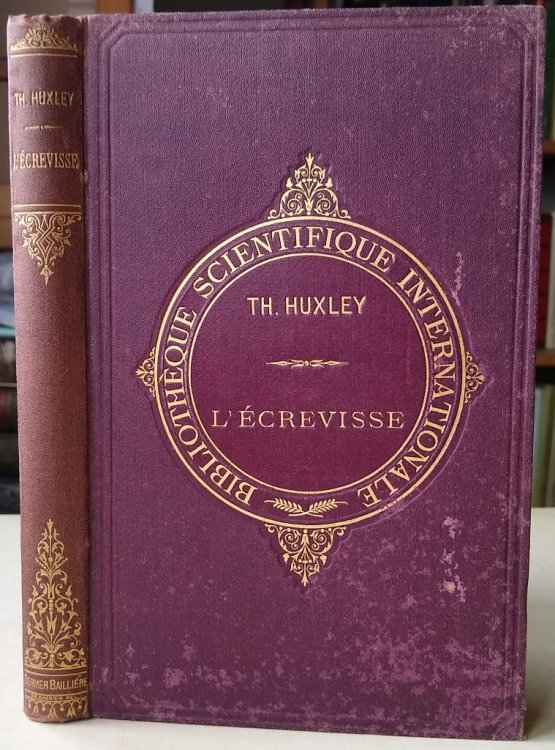 TH. HUXLEY
L'ÉCREVISSE
GERMER BAILLIÈRE
BIBLIOTHÈQUE SCIENTIFIQUE INTERNATIONALE
TH. HUXLEY
L'ÉCREVISSE